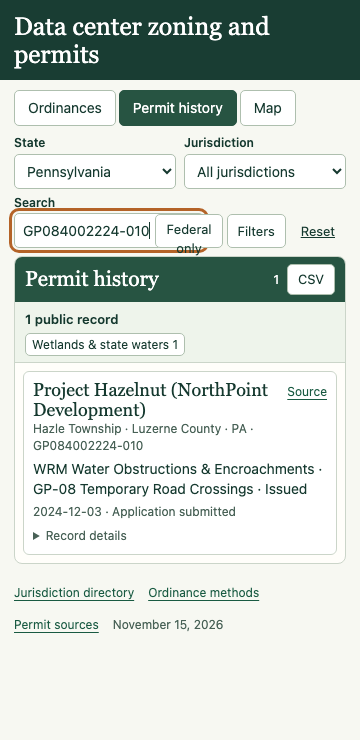 Data center zoning and
permits
Ordinances
Permit history
Map
State
Jurisdiction
Pennsylvania
All jurisdictions
Search
GP084002224-010
Federal
only
Filters
Reset
Permit history
1
CSV
1 public record
Wetlands & state waters 1
Project Hazelnut (NorthPoint
Development)
Source
Hazle Township · Luzerne County · PA ·
GP084002224-010
WRM Water Obstructions & Encroachments ·
GP-08 Temporary Road Crossings · Issued
2024-12-03 · Application submitted
Record details
Jurisdiction directory
Ordinance methods
Permit sources
November 15, 2026